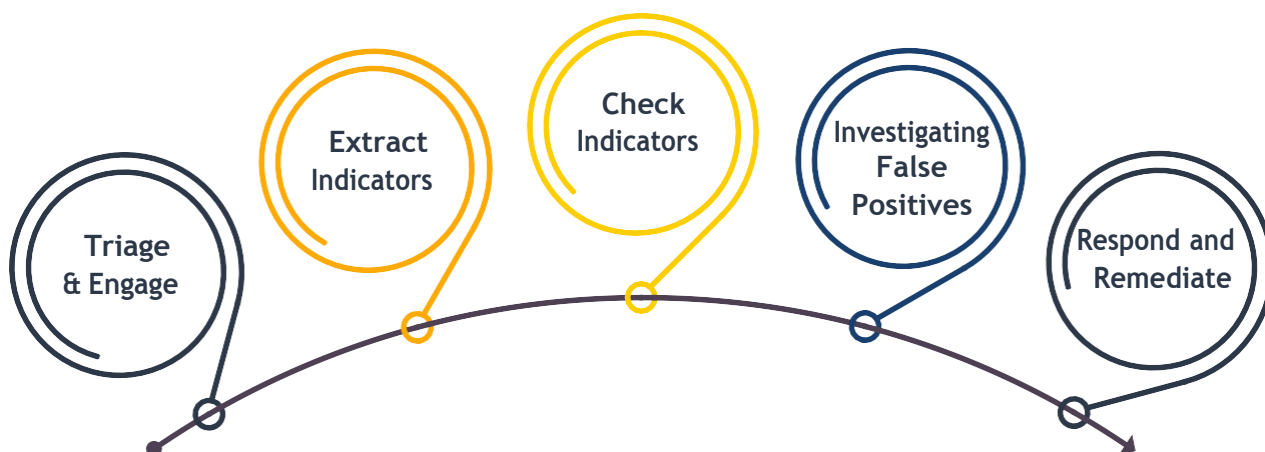 Triage
& Engage
Extract
Indicators
Check
Indicators
Investigating
False
Positives
Respond and
Remediate